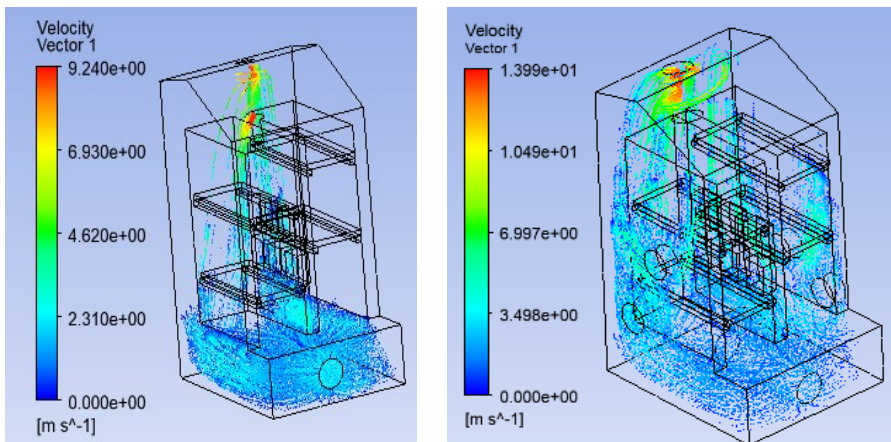 Velocity
Vector 1
9.240e+00
6.930e+00
4.620e+00
2.310e+00
0.000e+00
[m s^-1]
Velocity
Vector 1
1.399e+01
1.049e+01
6.997e+00
3.498e+00
0.000e+00
[m s^-1]